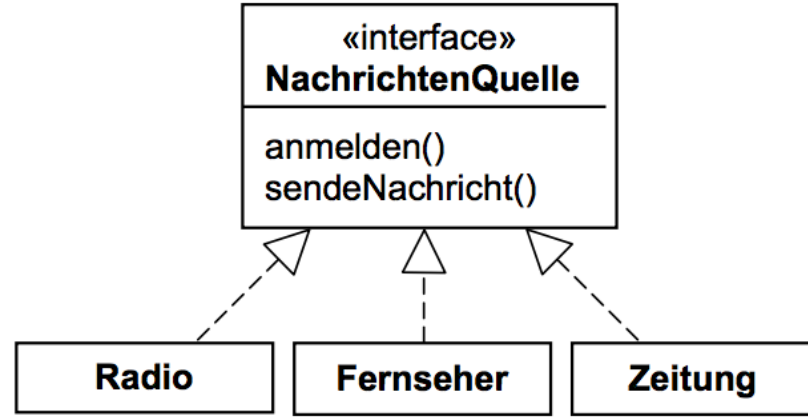 «interface»
NachrichtenQuelle
anmelden()
sendeNachricht()
Radio
Fernseher
Zeitung